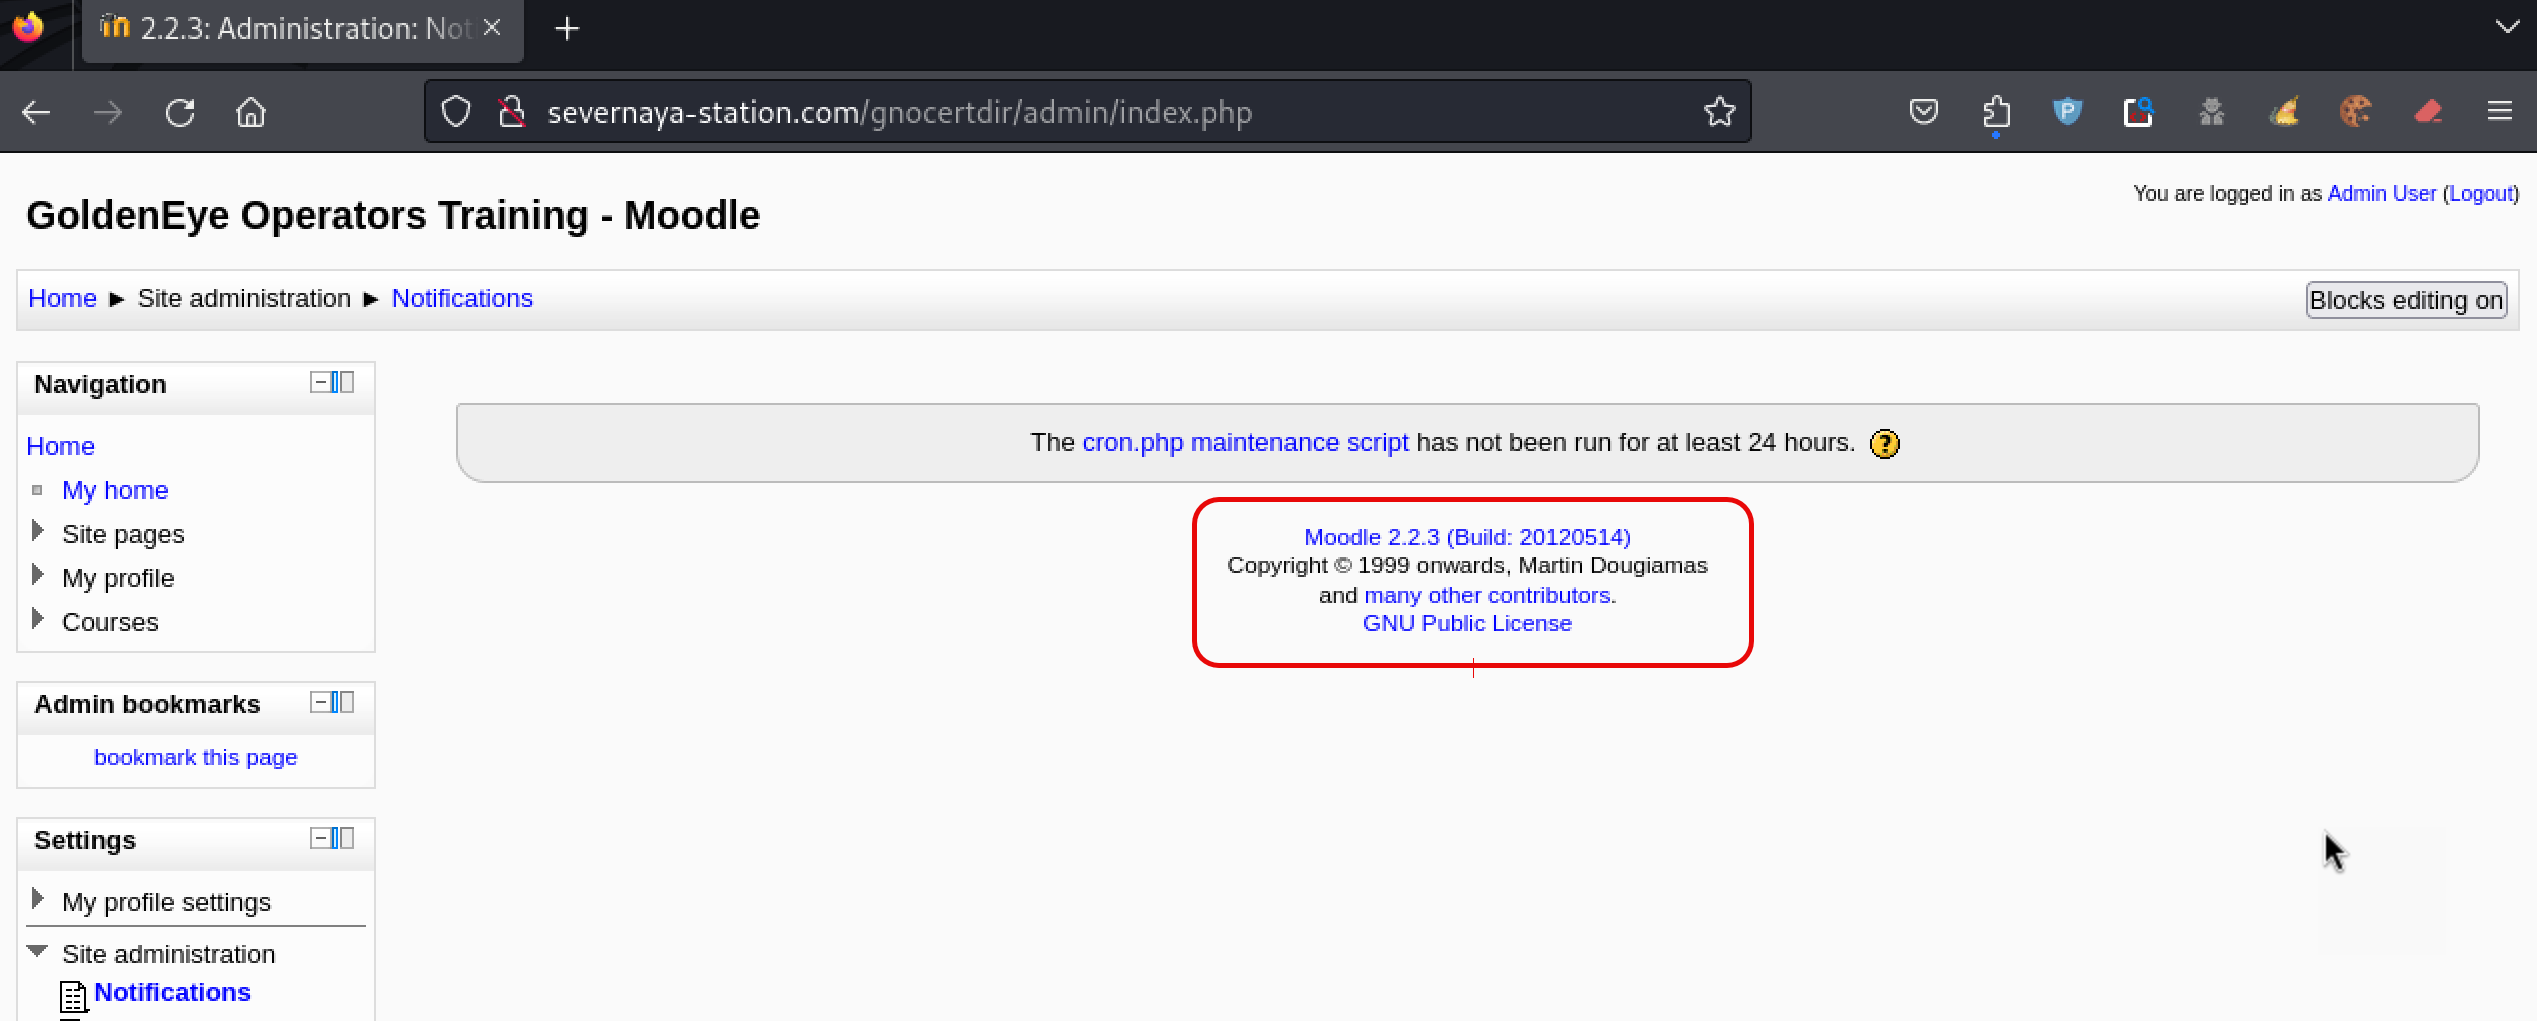 2.2.3: Administration: Not
severnaya-station.com/gnocertdir/admin/index.php
GoldenEye Operators Training - Moodle
You are logged in as Admin User (Logout)
Home ► Site administration ► Notifications
Blocks editing on
Navigation
Home
My home
Site pages
My profile
Courses
Admin bookmarks
bookmark this page
Settings
My profile settings
Site administration
Notifications
The cron.php maintenance script has not been run for at least 24 hours.
Moodle 2.2.3 (Build: 20120514)
Copyright © 1999 onwards, Martin Dougiamas
and many other contributors.
GNU Public License